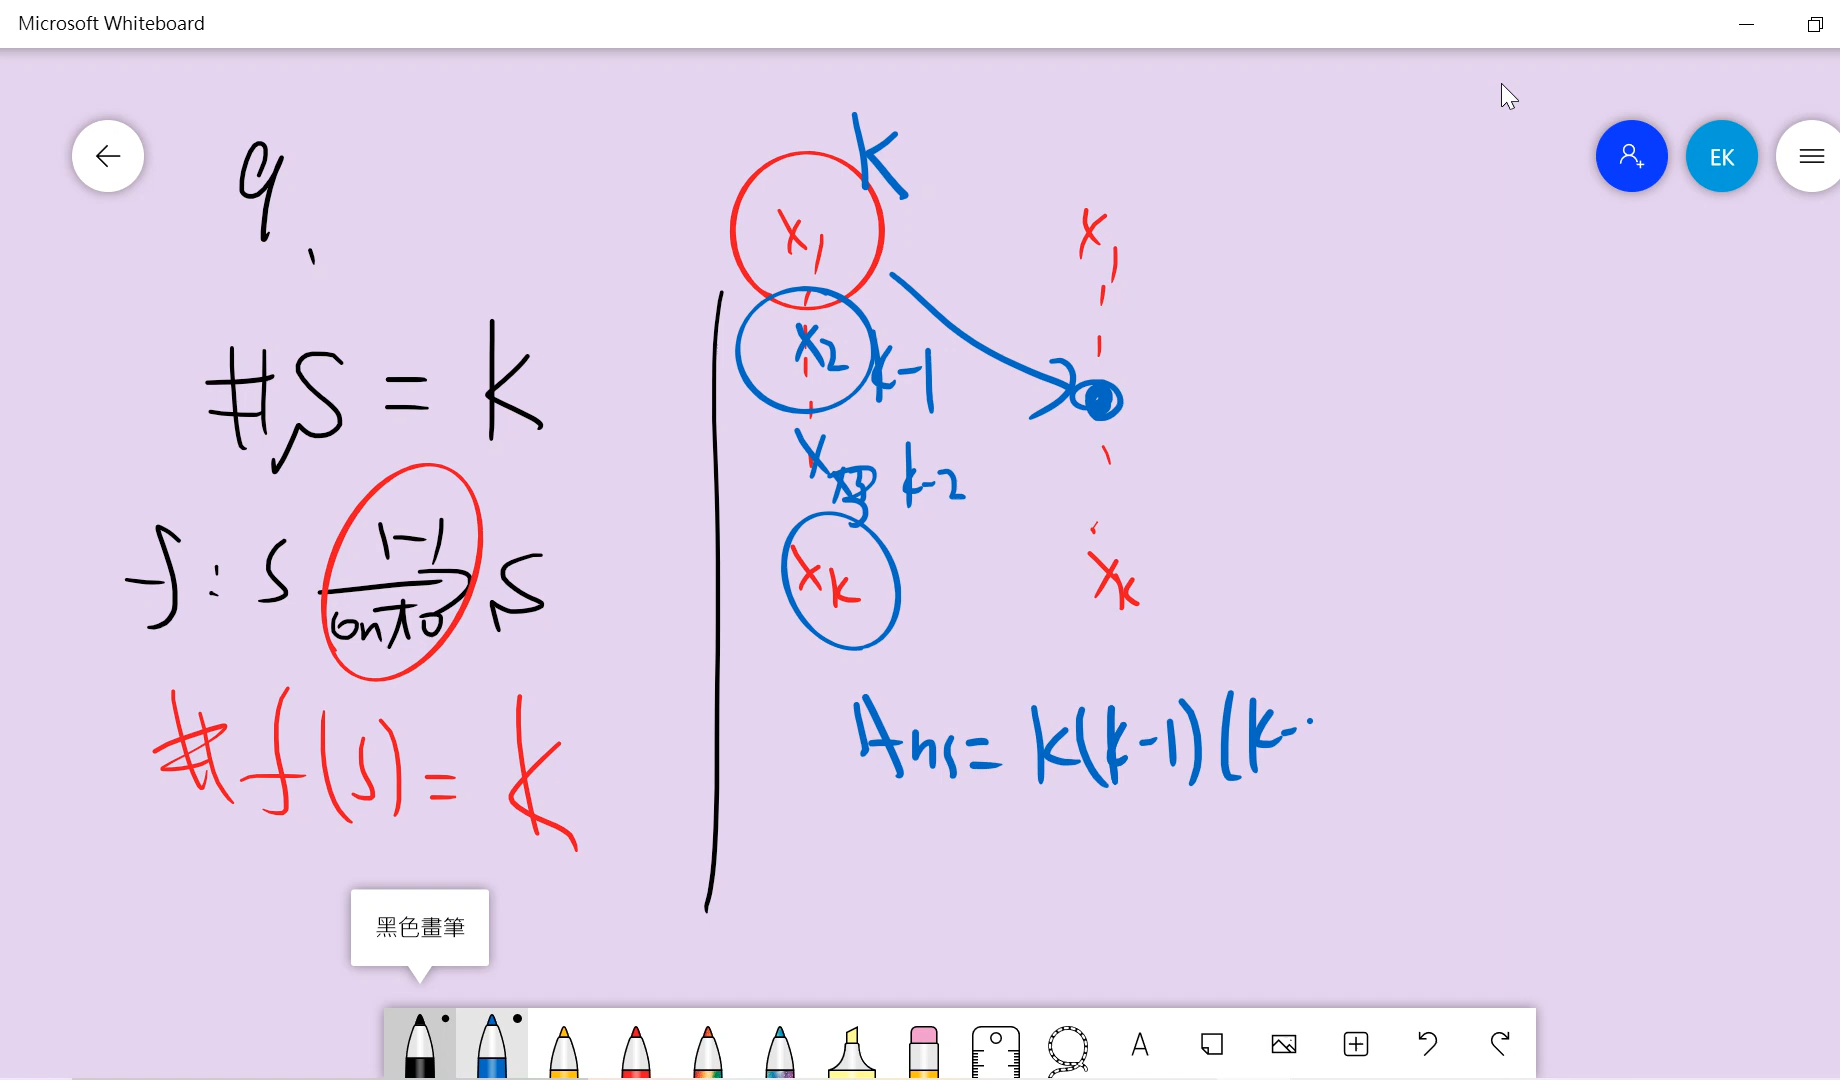 Microsoft Whiteboard
9.
#S = k
f: S 1-1 onto S
#f(S) = k
k
x1
x2 k-1
x3 k-2
xk
x1
xk
Ans = k(k-1)(k-
EK
黑色畫筆
A